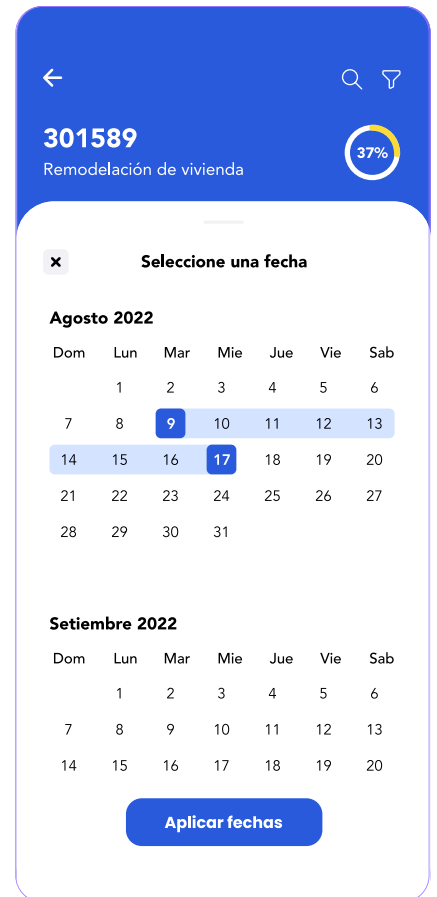 301589
37%
Remodelación de vivienda
Seleccione una fecha
Agosto 2022
Dom Lun Mar Mie Jue Vie Sab
1 2 3 4 5 6
7 8 9 10 11 12 13
14 15 16 17 18 19 20
21 22 23 24 25 26 27
28 29 30 31
Setiembre 2022
Dom Lun Mar Mie Jue Vie Sab
1 2 3 4 5 6
7 8 9 10 11 12 13
14 15 16 17 18 19 20
Aplicar fechas